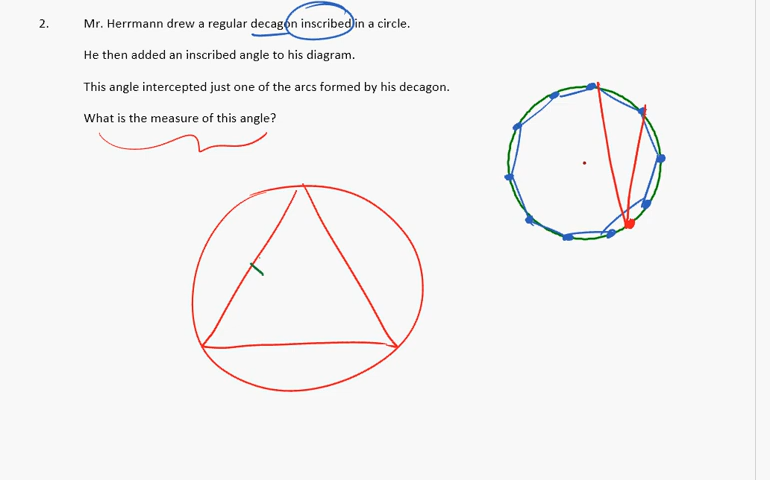 2. Mr. Herrmann drew a regular decagon inscribed in a circle.
He then added an inscribed angle to his diagram.
This angle intercepted just one of the arcs formed by his decagon.
What is the measure of this angle?